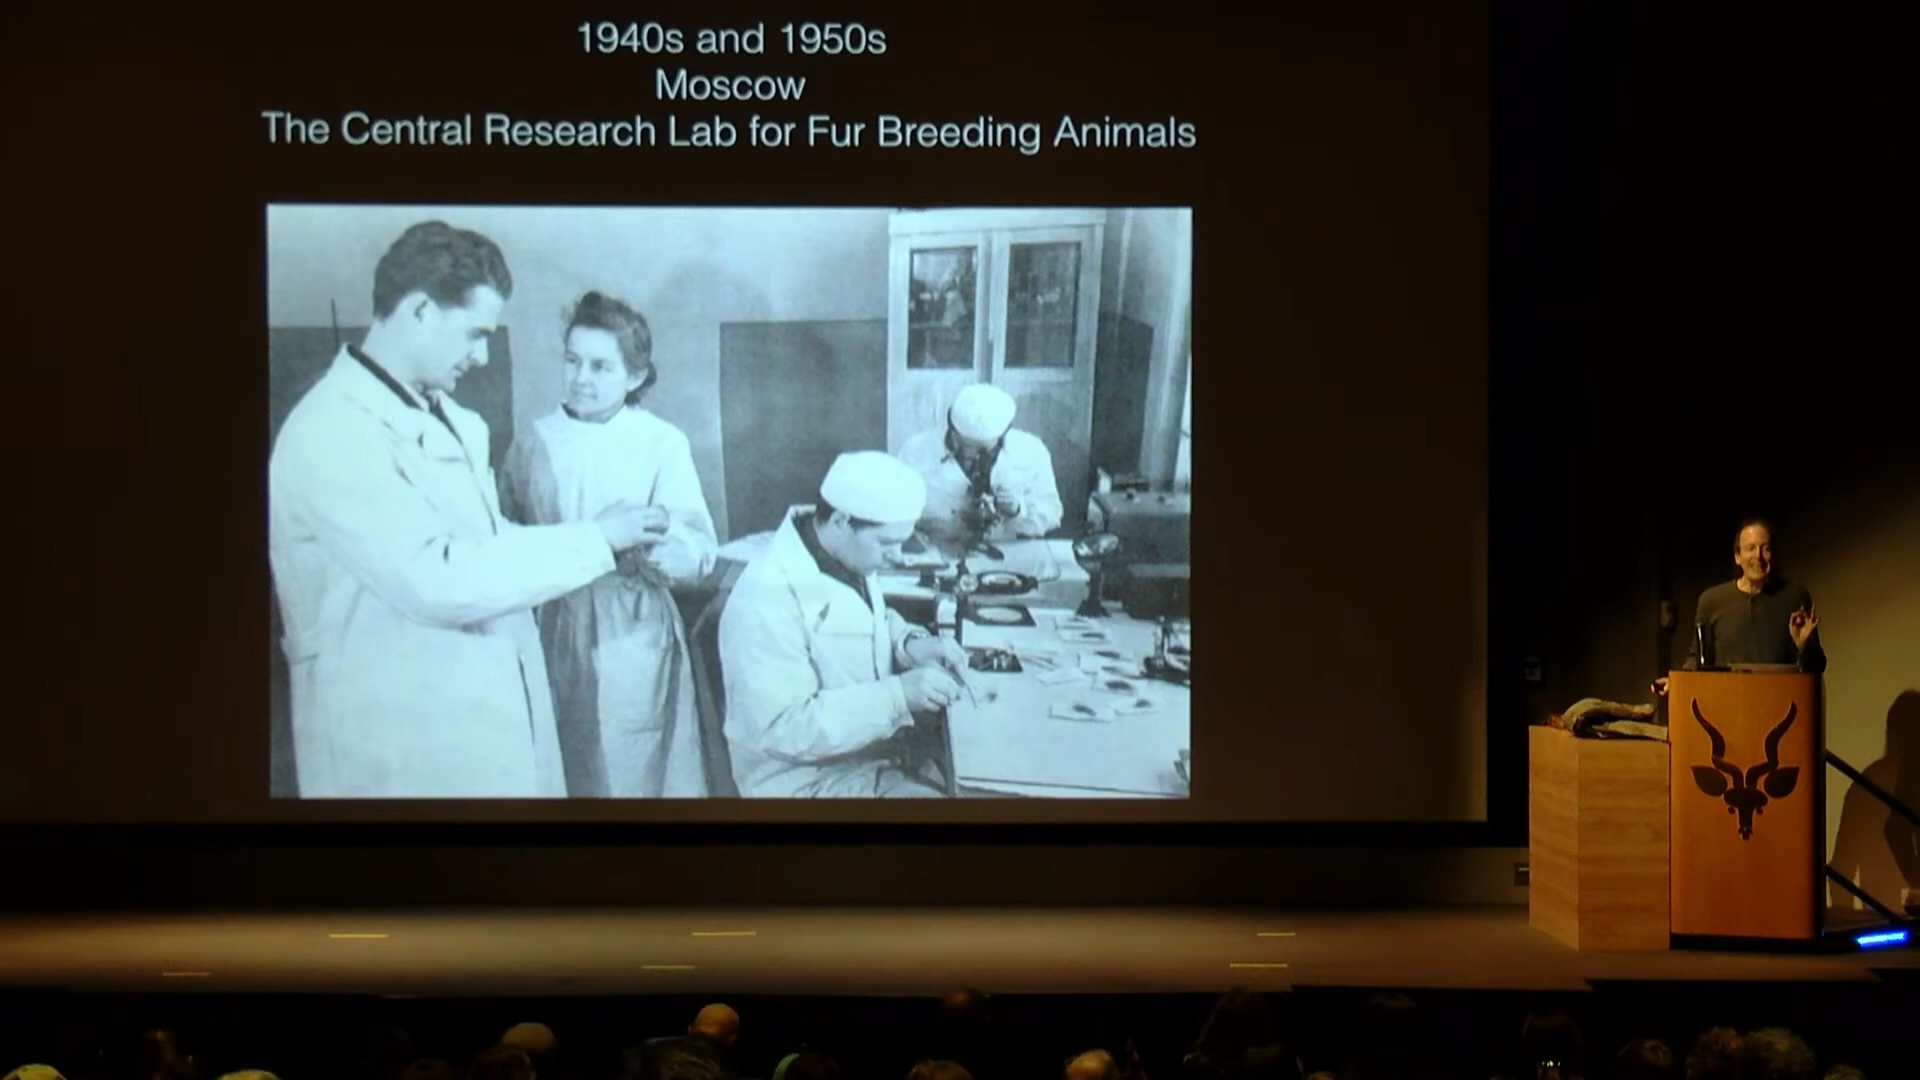 1940s and 1950s
Moscow
The Central Research Lab for Fur Breeding Animals